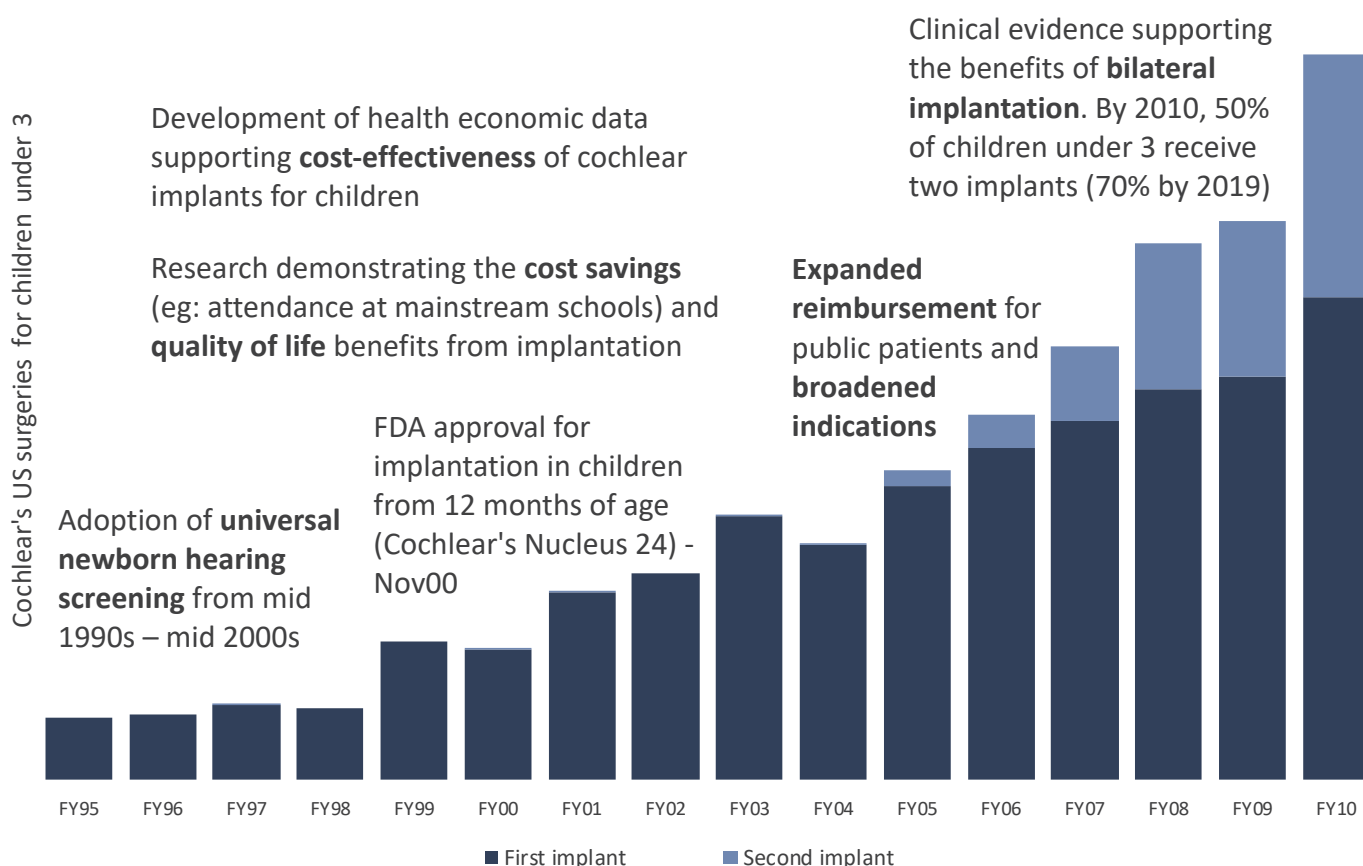 Cochlear's US surgeries for children under 3
Development of health economic data
supporting cost-effectiveness of cochlear
implants for children
Research demonstrating the cost savings
(eg: attendance at mainstream schools) and
quality of life benefits from implantation
Adoption of universal
newborn hearing
screening from mid
1990s – mid 2000s
FDA approval for
implantation in children
from 12 months of age
(Cochlear's Nucleus 24) -
Nov00
Expanded
reimbursement for
public patients and
broadened
indications
Clinical evidence supporting
the benefits of bilateral
implantation. By 2010, 50%
of children under 3 receive
two implants (70% by 2019)
FY95 FY96 FY97 FY98 FY99 FY00 FY01 FY02 FY03 FY04 FY05 FY06 FY07 FY08 FY09 FY10
First implant Second implant